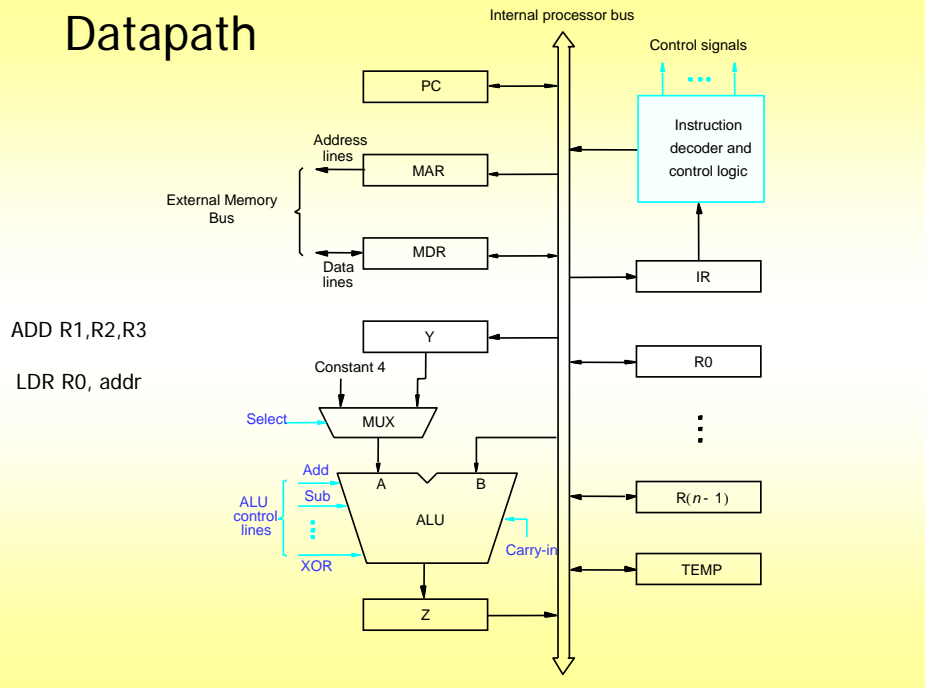 Datapath
Internal processor bus
Control signals
PC
Instruction
decoder and
control logic
Address
lines
MAR
External Memory
Bus
MDR
Data
lines
IR
ADD R1,R2,R3
Y
R0
Constant 4
LDR R0, addr
Select
MUX
Add
A
B
Sub
R(n - 1)
ALU
control
lines
ALU
Carry-in
XOR
TEMP
Z